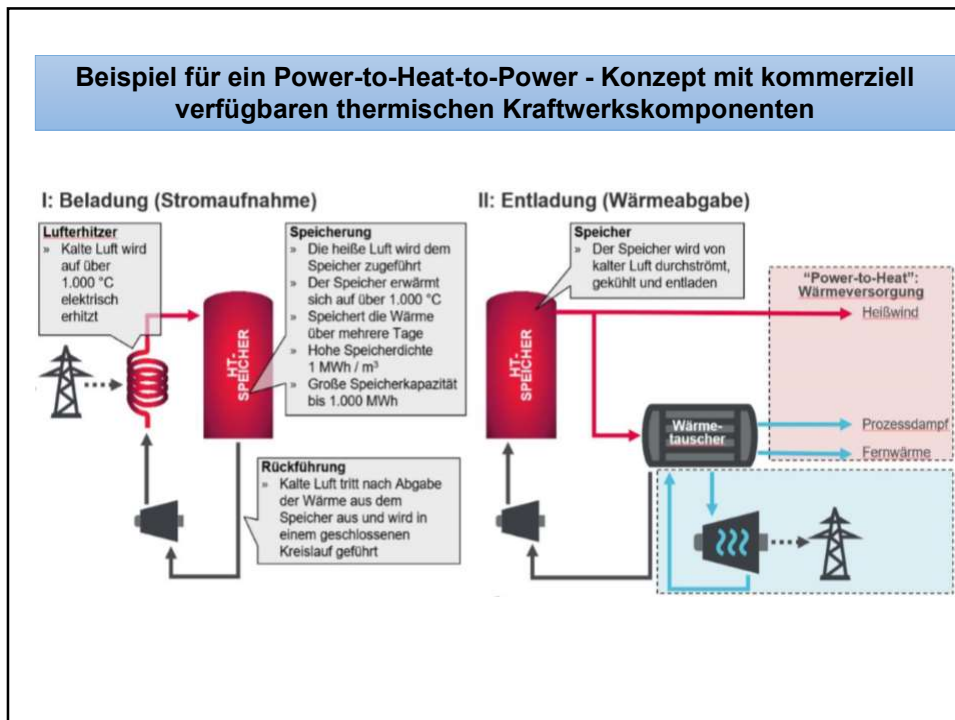 Beispiel für ein Power-to-Heat-to-Power - Konzept mit kommerziell
verfügbaren thermischen Kraftwerkskomponenten
I: Beladung (Stromaufnahme)
Lufterhitzer
» Kalte Luft wird
auf über
1.000 °C
elektrisch
erhitzt
HT-
SPEICHER
Speicherung
» Die heiße Luft wird dem
Speicher zugeführt
» Der Speicher erwärmt
sich auf über 1.000 °C
» Speichert die Wärme
über mehrere Tage
» Hohe Speicherdichte
1 MWh / m³
» Große Speicherkapazität
bis 1.000 MWh
Rückführung
» Kalte Luft tritt nach Abgabe
der Wärme aus dem
Speicher aus und wird in
einem geschlossenen
Kreislauf geführt
II: Entladung (Wärmeabgabe)
Speicher
» Der Speicher wird von
kalter Luft durchströmt,
gekühlt und entladen
HT-
SPEICHER
"Power-to-Heat":
Wärmeversorgung
Heißwind
Wärme-
tauscher
Prozessdampf
Fernwärme